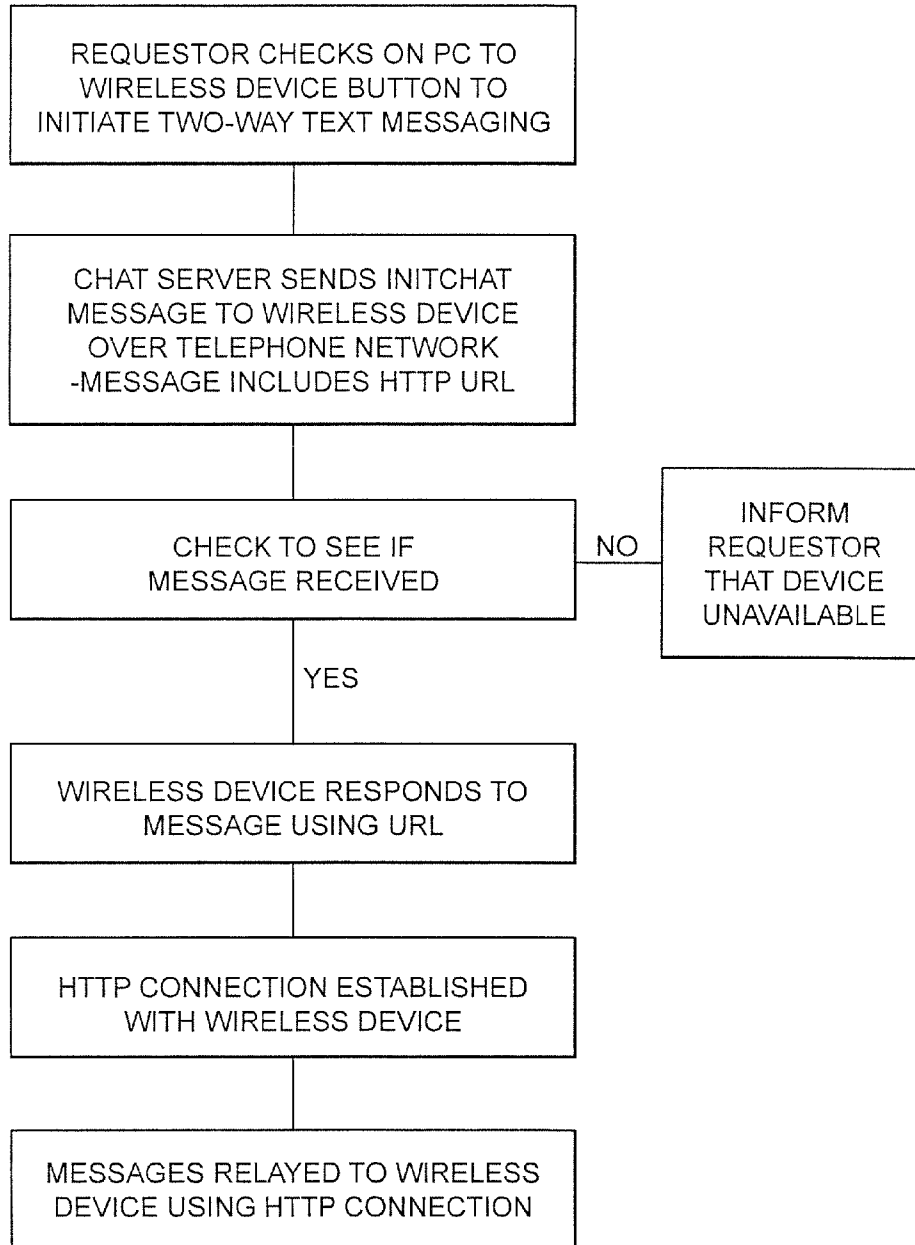 REQUESTOR CHECKS ON PC TO
WIRELESS DEVICE BUTTON TO
INITIATE TWO-WAY TEXT MESSAGING
CHAT SERVER SENDS INITCHAT
MESSAGE TO WIRELESS DEVICE
OVER TELEPHONE NETWORK
-MESSAGE INCLUDES HTTP URL
CHECK TO SEE IF
MESSAGE RECEIVED
NO
INFORM
REQUESTOR
THAT DEVICE
UNAVAILABLE
YES
WIRELESS DEVICE RESPONDS TO
MESSAGE USING URL
HTTP CONNECTION ESTABLISHED
WITH WIRELESS DEVICE
MESSAGES RELAYED TO WIRELESS
DEVICE USING HTTP CONNECTION